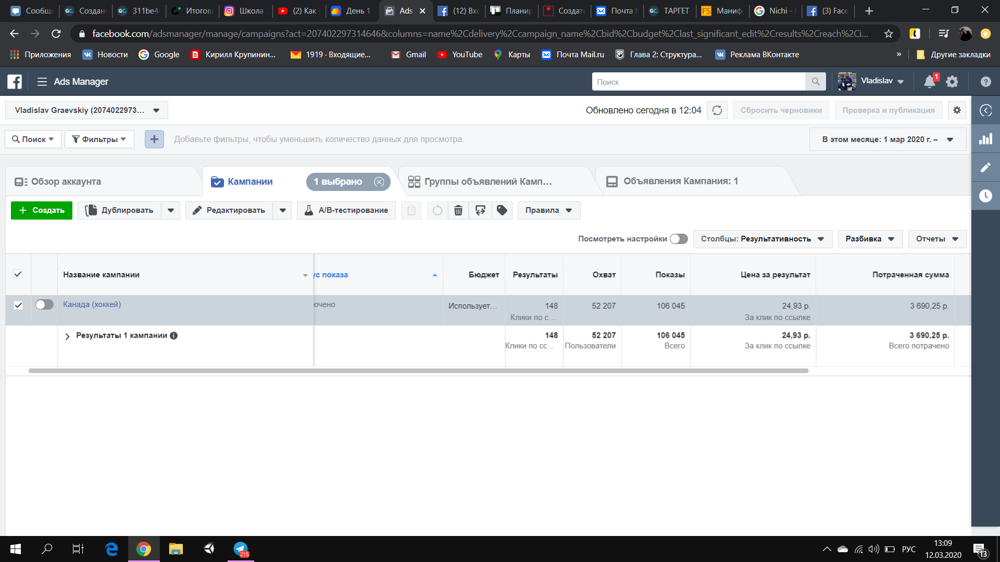 Сообще
Создани
311be4
Итогов
Школа
(2) Как
День 1
Ads
(12) Вхо
Планир
Создать
Почта
ТАРГЕТ
Маниф
Nichi -
(3) Face
facebook.com/adsmanager/manage/campaigns?act=207402297314646&columns=name%2Cdelivery%2Ccampaign_name%2Cbid%2Cbudget%2Clast_significant_edit%2Cresults%2Creach%2Ci...
Приложения
Новости
Google
Кирилл Крупинин...
1919 · Входящие...
Gmail
YouTube
Карты
Почта Mail.ru
Глава 2: Структура...
Реклама ВКонтакте
»
Другие закладки
Ads Manager
Поиск
Vladislav
1
Vladislav Graevskiy (2074022973...
Обновлено сегодня в 12:04
Сбросить черновики
Проверка и публикация
Поиск
Фильтры
Добавьте фильтры, чтобы уменьшить количество данных для просмотра.
В этом месяце: 1 мар 2020 г. –
Обзор аккаунта
Кампании
1 выбрано
Группы объявлений Камп...
Объявления Кампания: 1
+ Создать
Дублировать
Редактировать
А/В-тестирование
Правила
Посмотреть настройки
Столбцы: Результативность
Разбивка
Отчеты
Название кампании
ус показа
Бюджет
Результаты
Охват
Показы
Цена за результат
Потраченная сумма
Канада (хоккей)
ючено
Использует...
148
52 207
106 045
24,93 р.
3 690,25 р.
Клики по с...
За клик по ссылке
Результаты 1 кампании
148
52 207
106 045
24,93 р.
3 690,25 р.
Клики по сс...
Пользователи
Всего
За клик по ссылке
Всего потрачено
215
РУС
13:09
12.03.2020
13